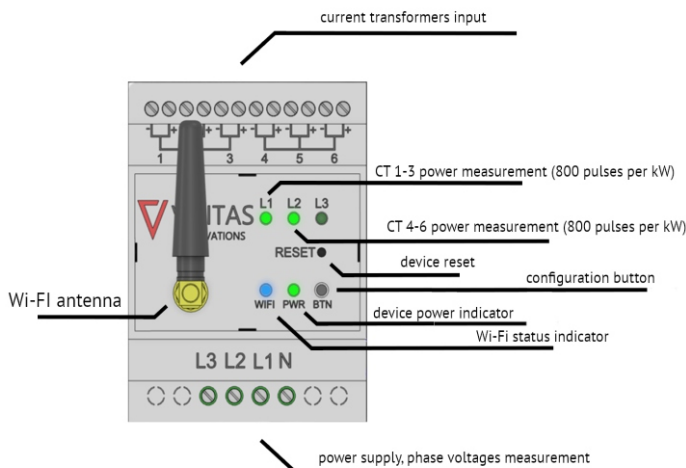 current transformers input
- + - + - + - +
1 3 4 5 6
CT 1-3 power measurement (800 pulses per kW)
L1 L2 L3
CT 4-6 power measurement (800 pulses per kW)
RESET
device reset
configuration button
Wi-FI antenna
WIFI PWR BTN
device power indicator
Wi-Fi status indicator
L3 L2 L1 N
power supply, phase voltages measurement